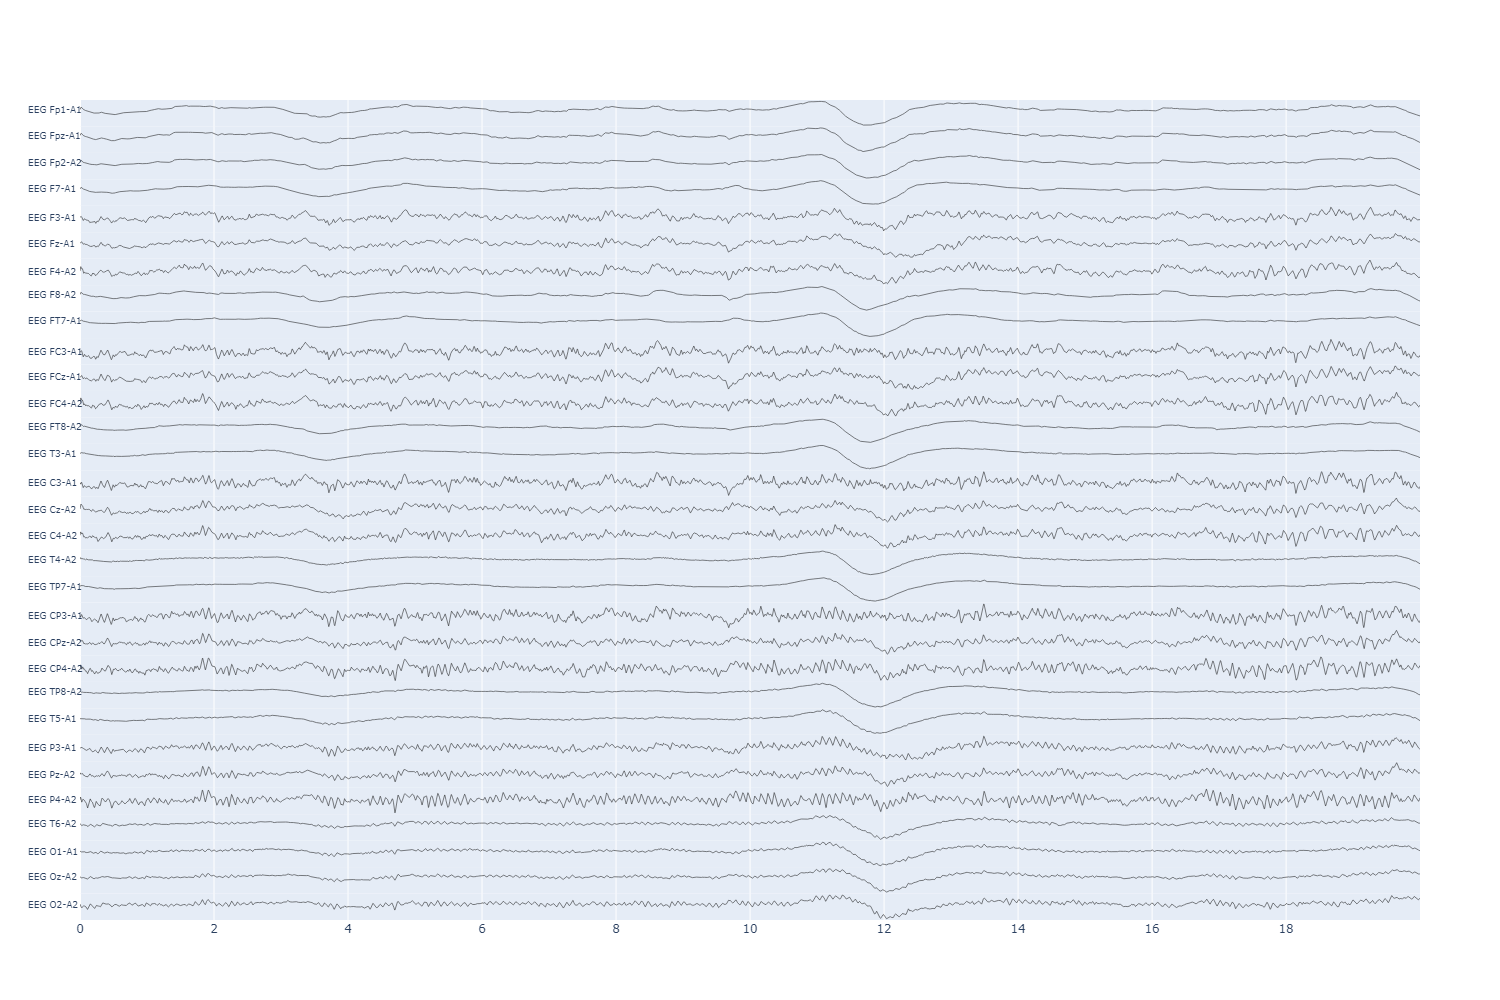 EEG Fp1-A1
EEG Fpz-A1
EEG Fp2-A2
EEG F7-A1
EEG F3-A1
EEG Fz-A1
EEG F4-A2
EEG F8-A2
EEG FT7-A1
EEG FC3-A1
EEG FCz-A1
EEG FC4-A2
EEG FT8-A2
EEG T3-A1
EEG C3-A1
EEG Cz-A2
EEG C4-A2
EEG T4-A2
EEG TP7-A1
EEG CP3-A1
EEG CPz-A2
EEG CP4-A2
EEG TP8-A2
EEG T5-A1
EEG P3-A1
EEG Pz-A2
EEG P4-A2
EEG T6-A2
EEG O1-A1
EEG Oz-A2
EEG O2-A2
0 2 4 6 8 10 12 14 16 18